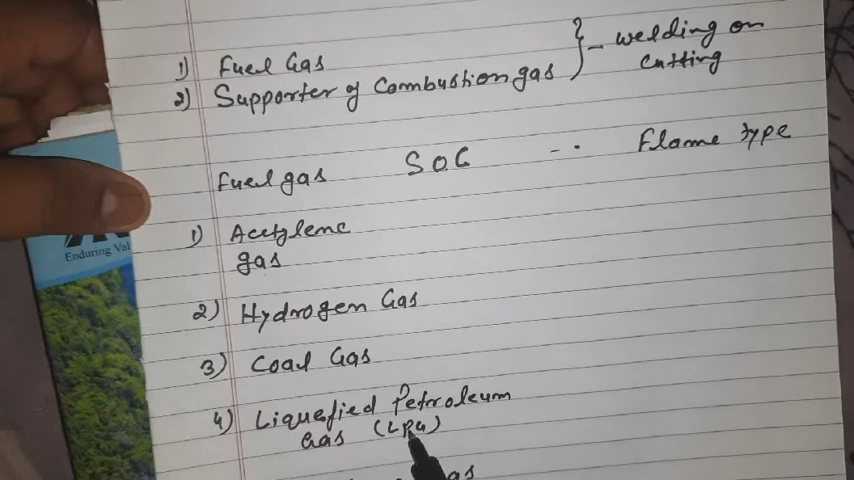 1) Fuel Gas
2) Supporter of Combustion gas } - welding or
cutting
Fuel gas SOC -. Flame type
1) Acetylene
gas
2) Hydrogen Gas
3) Coal Gas
4) Liquefied Petroleum
Gas (LPG)
gas
Enduring Val